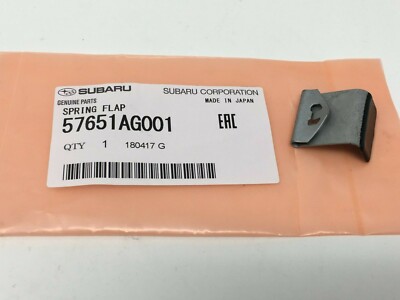 SUBARU SUBARU CORPORATION
GENUINE PARTS MADE IN JAPAN
SPRING FLAP
57651AG001 EAC
QTY 1 180417 G